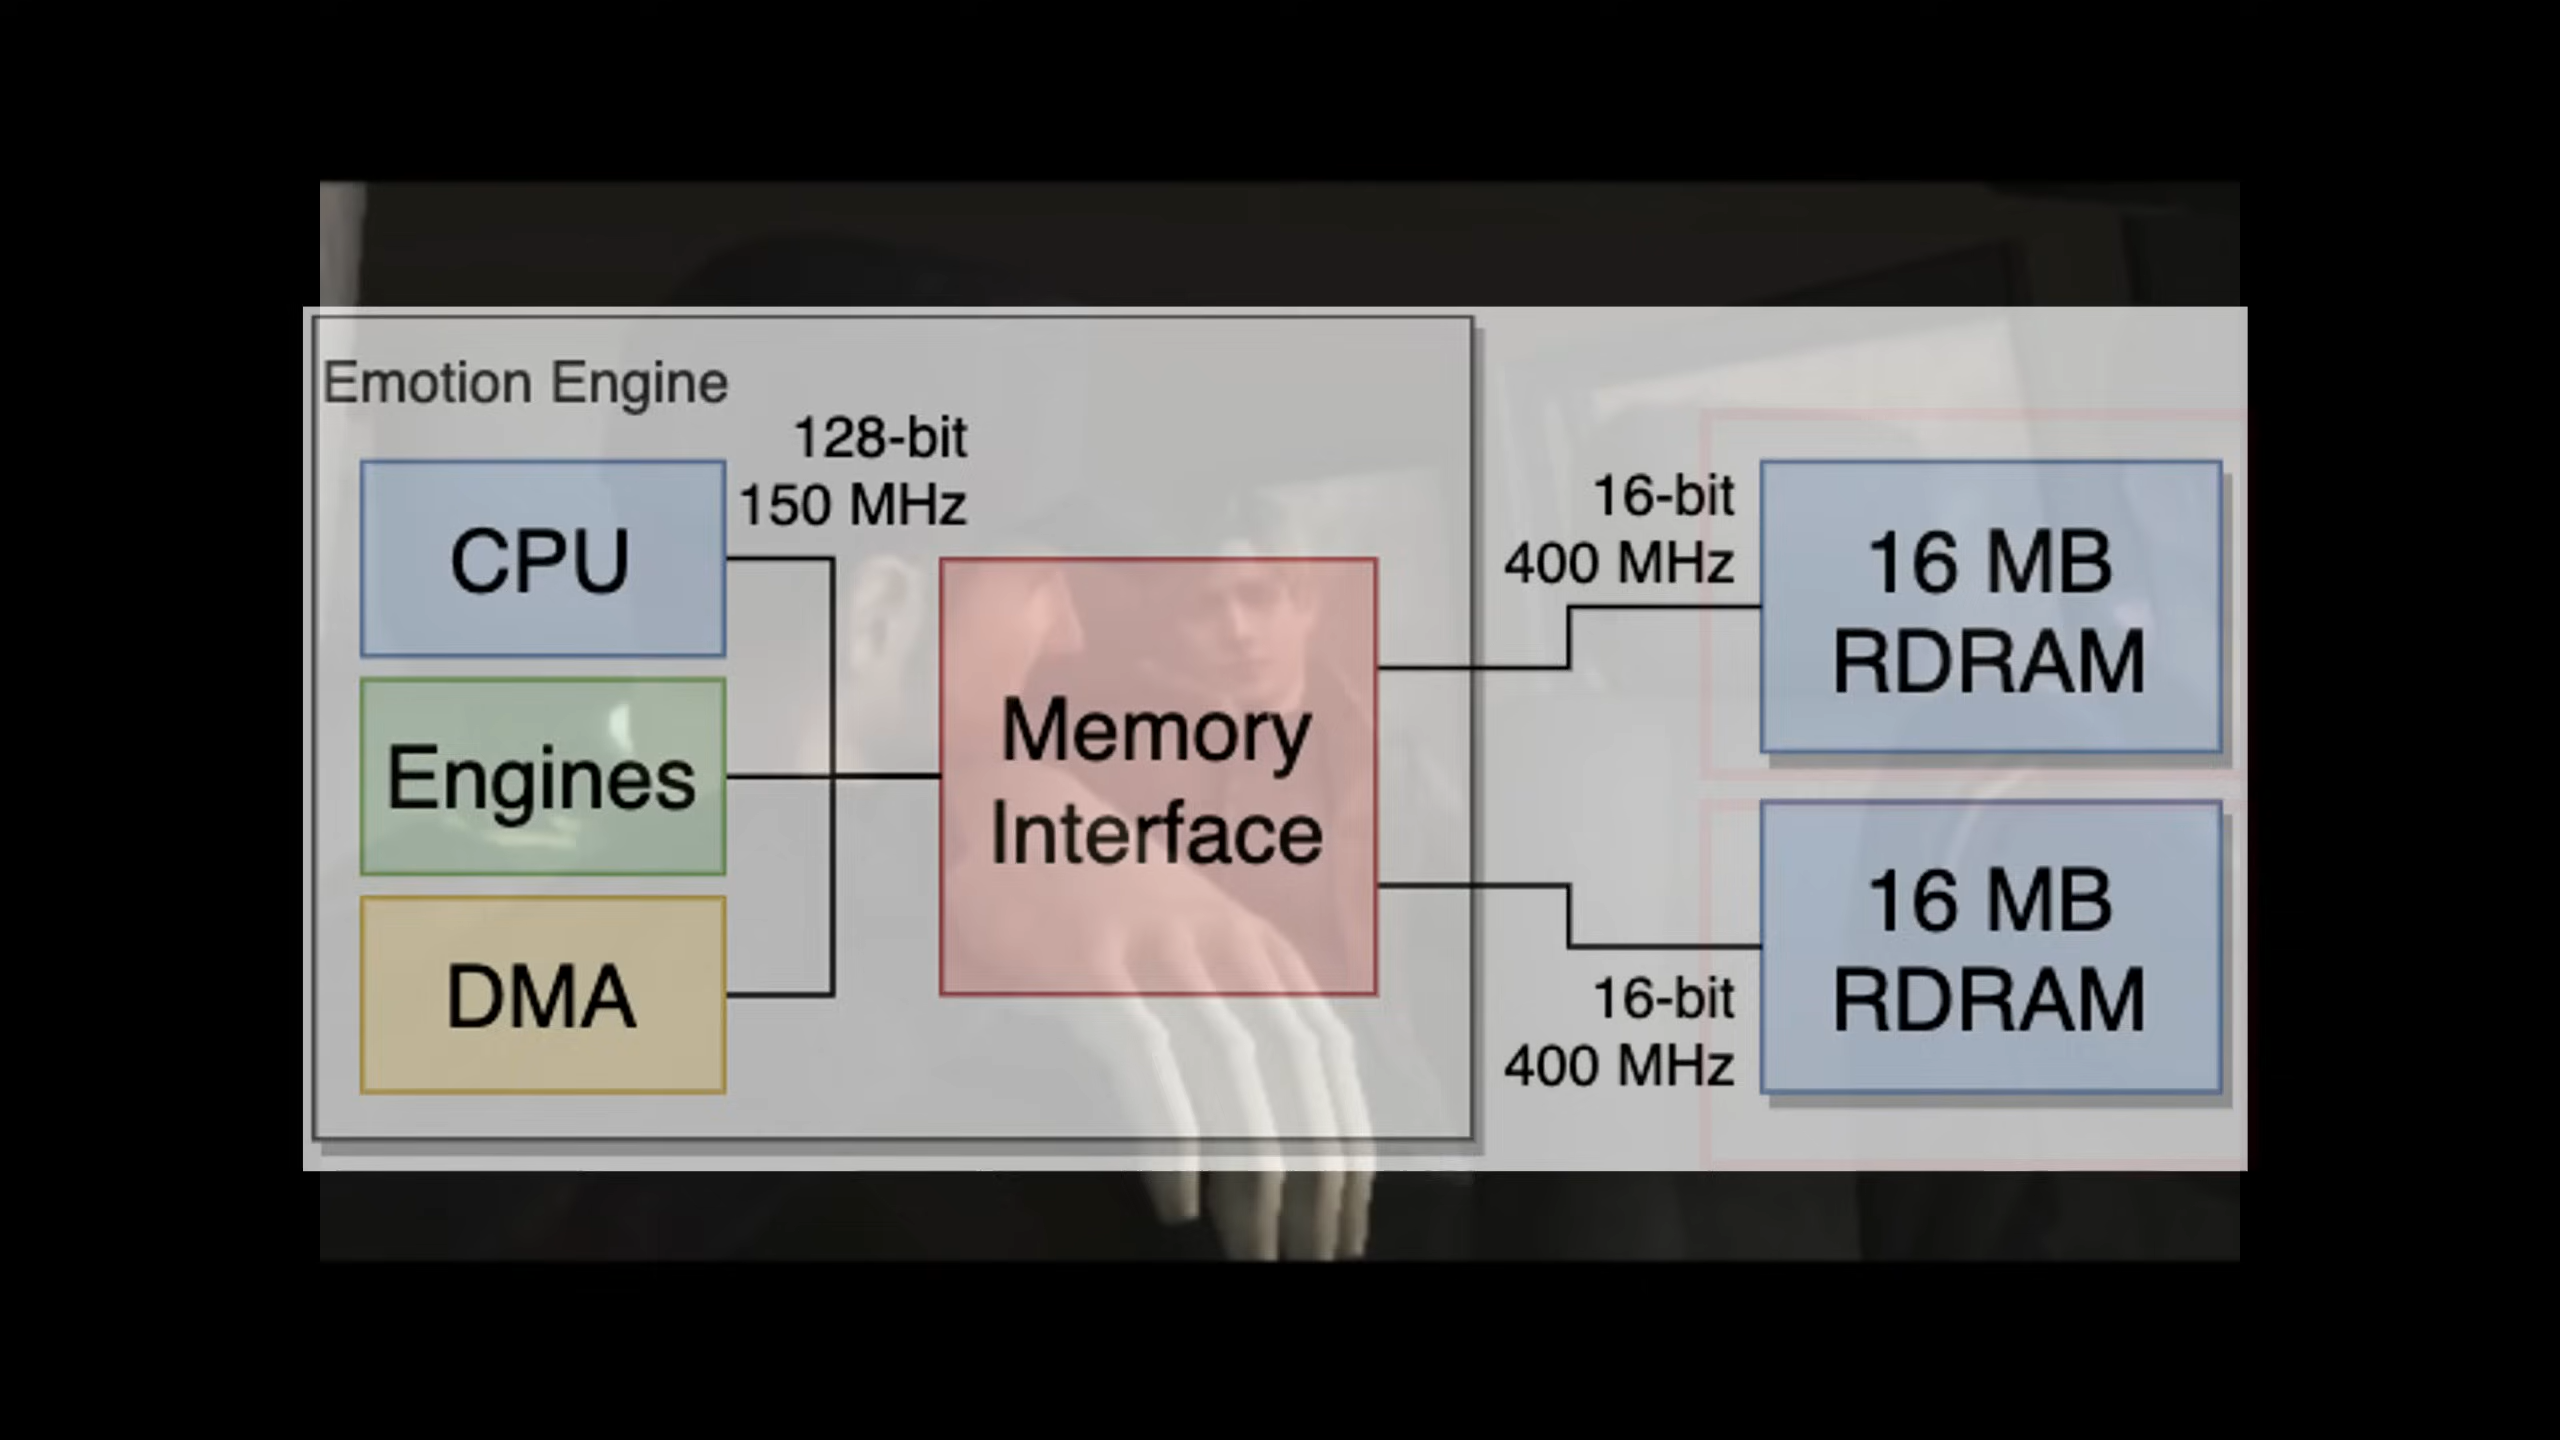 Emotion Engine
128-bit
150 MHz
CPU
Engines
DMA
Memory
Interface
16-bit
400 MHz
16 MB
RDRAM
16 MB
RDRAM
16-bit
400 MHz